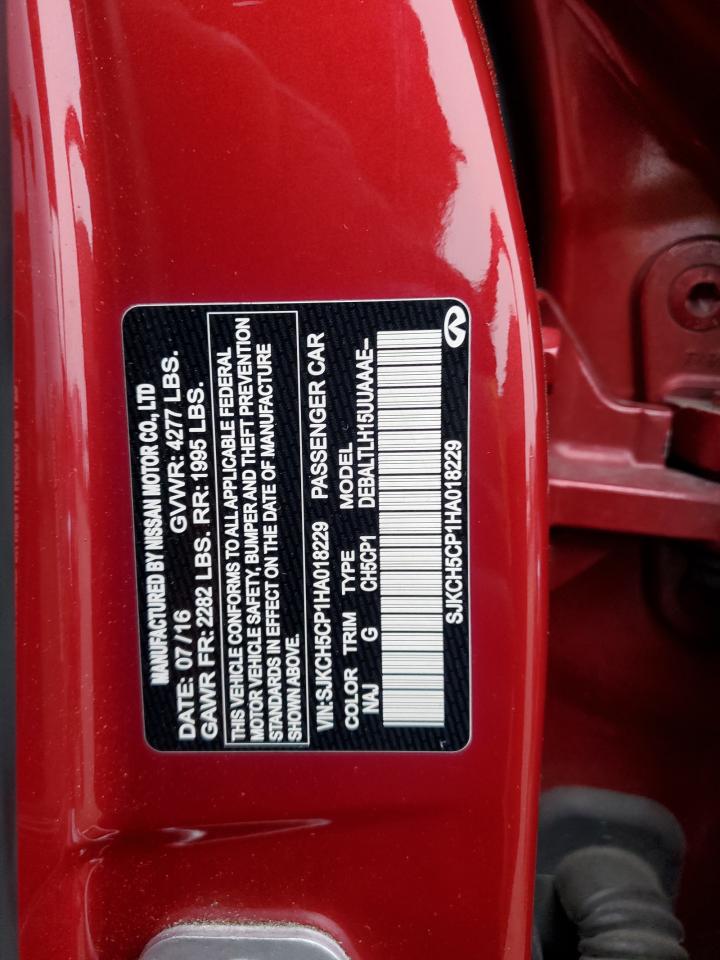 MANUFACTURED BY NISSAN MOTOR CO., LTD
DATE: 07/16 GVWR: 4277 LBS.
GAWR FR: 2282 LBS. RR: 1995 LBS.
THIS VEHICLE CONFORMS TO ALL APPLICABLE FEDERAL
MOTOR VEHICLE SAFETY, BUMPER AND THEFT PREVENTION
STANDARDS IN EFFECT ON THE DATE OF MANUFACTURE
SHOWN ABOVE.
VIN:SJKCH5CP1HA018229 PASSENGER CAR
COLOR TRIM TYPE MODEL
NAJ G CH5CP1 DEBALTLH15UUAAAE--
SJKCH5CP1HA018229